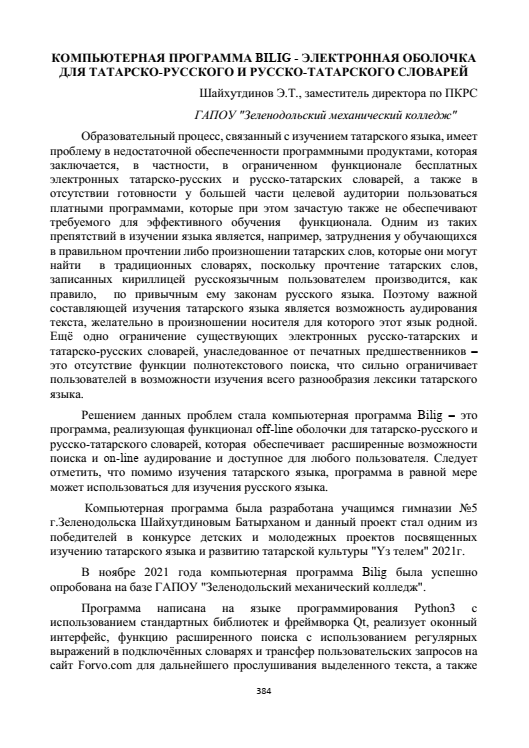 КОМПЬЮТЕРНАЯ ПРОГРАММА BILIG - ЭЛЕКТРОННАЯ ОБОЛОЧКА
ДЛЯ ТАТАРСКО-РУССКОГО И РУССКО-ТАТАРСКОГО СЛОВАРЕЙ
Шайхутдинов Э.Т., заместитель директора по ПКРС
ГАПОУ "Зеленодольский механический колледж"
Образовательный процесс, связанный с изучением татарского языка, имеет
проблему в недостаточной обеспеченности программными продуктами, которая
заключается, в частности, в ограниченном функционале бесплатных
электронных татарско-русских и русско-татарских словарей, а также в
отсутствии готовности у большей части целевой аудитории пользоваться
платными программами, которые при этом зачастую также не обеспечивают
требуемого для эффективного обучения функционала. Одним из таких
препятствий в изучении языка является, например, затруднения у обучающихся
в правильном прочтении либо произношении татарских слов, которые они могут
найти в традиционных словарях, поскольку прочтение татарских слов,
записанных кириллицей русскоязычным пользователем производится, как
правило, по привычным ему законам русского языка. Поэтому важной
составляющей изучения татарского языка является возможность аудирования
текста, желательно в произношении носителя для которого этот язык родной.
Ещё одно ограничение существующих электронных русско-татарских и
татарско-русских словарей, унаследованное от печатных предшественников –
это отсутствие функции полнотекстового поиска, что сильно ограничивает
пользователей в возможности изучения всего разнообразия лексики татарского
языка.
Решением данных проблем стала компьютерная программа Bilig – это
программа, реализующая функционал off-line оболочки для татарско-русского и
русско-татарского словарей, которая обеспечивает расширенные возможности
поиска и on-line аудирование и доступное для любого пользователя. Следует
отметить, что помимо изучения татарского языка, программа в равной мере
может использоваться для изучения русского языка.
Компьютерная программа была разработана учащимся гимназии №5
г.Зеленодольска Шайхутдиновым Батырханом и данный проект стал одним из
победителей в конкурсе детских и молодежных проектов посвященных
изучению татарского языка и развитию татарской культуры "Үз телем" 2021г.
В ноябре 2021 года компьютерная программа Bilig была успешно
опробована на базе ГАПОУ "Зеленодольский механический колледж".
Программа написана на языке программирования Python3 с
использованием стандартных библиотек и фреймворка Qt, реализует оконный
интерфейс, функцию расширенного поиска с использованием регулярных
выражений в подключённых словарях и трансфер пользовательских запросов на
сайт Forvo.com для дальнейшего прослушивания выделенного текста, а также
384